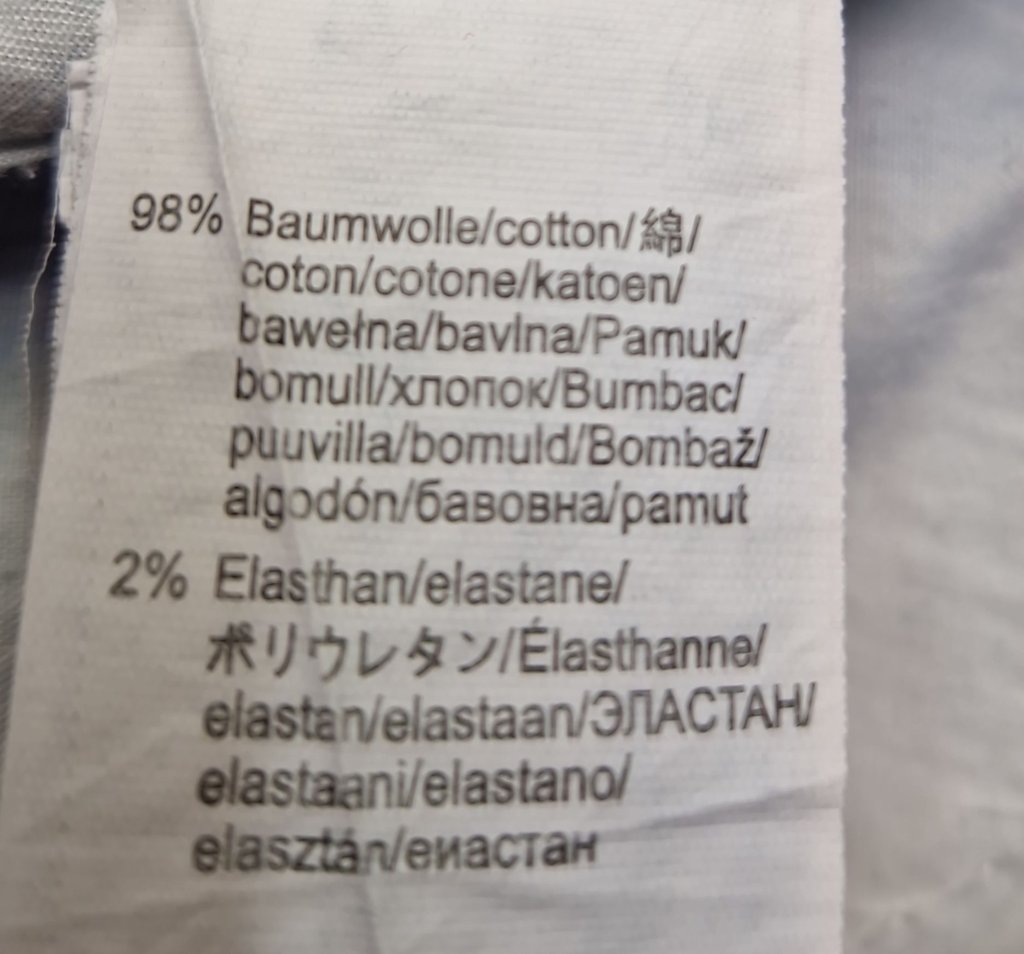 98% Baumwolle/cotton/綿/
coton/cotone/katoen/
bawełna/bavlna/Pamuk/
bomull/хлопок/Bumbac/
puuvilla/bomuld/Bombaž/
algodón/бавовна/pamut
2% Elasthan/elastane/
ポリウレタン/Élasthanne/
elastan/elastaan/ЭЛАСТАН/
elastaani/elastano/
elasztán/еиастан